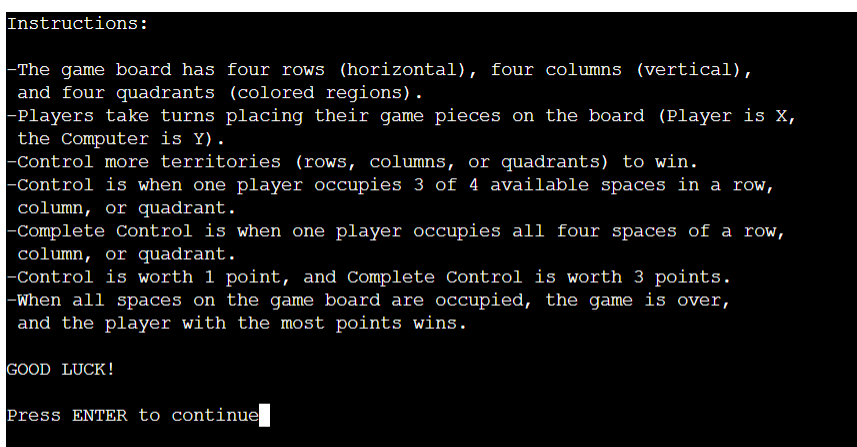 Instructions:
-The game board has four rows (horizontal), four columns (vertical),
and four quadrants (colored regions).
-Players take turns placing their game pieces on the board (Player is X,
the Computer is Y).
-Control more territories (rows, columns, or quadrants) to win.
-Control is when one player occupies 3 of 4 available spaces in a row,
column, or quadrant.
-Complete Control is when one player occupies all four spaces of a row,
column, or quadrant.
-Control is worth 1 point, and Complete Control is worth 3 points.
-When all spaces on the game board are occupied, the game is over,
and the player with the most points wins.
GOOD LUCK!
Press ENTER to continue